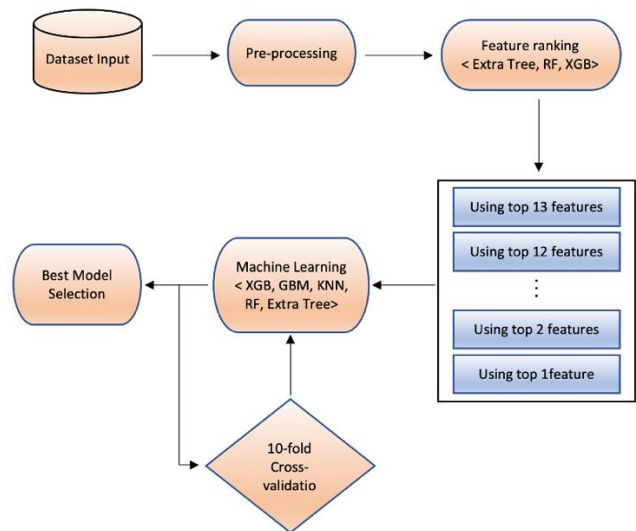 Dataset Input
Pre-processing
Feature ranking
< Extra Tree, RF, XGB>
Using top 13 features
Using top 12 features
⋮
Using top 2 features
Using top 1feature
Machine Learning
< XGB, GBM, KNN,
RF, Extra Tree>
Best Model
Selection
10-fold
Cross-
validatio